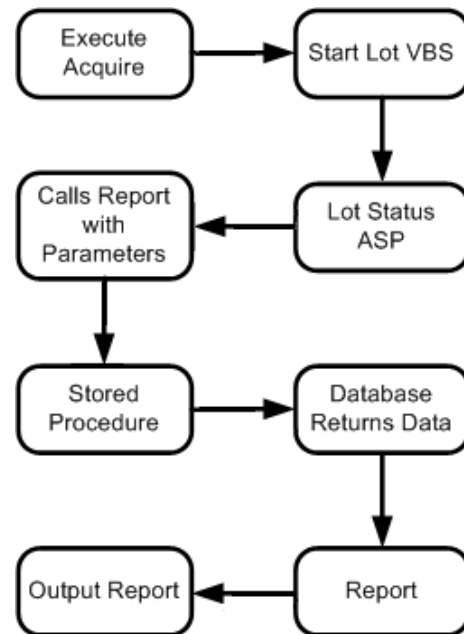 Execute
Acquire
Start Lot VBS
Lot Status
ASP
Calls Report
with
Parameters
Stored
Procedure
Database
Returns Data
Report
Output Report